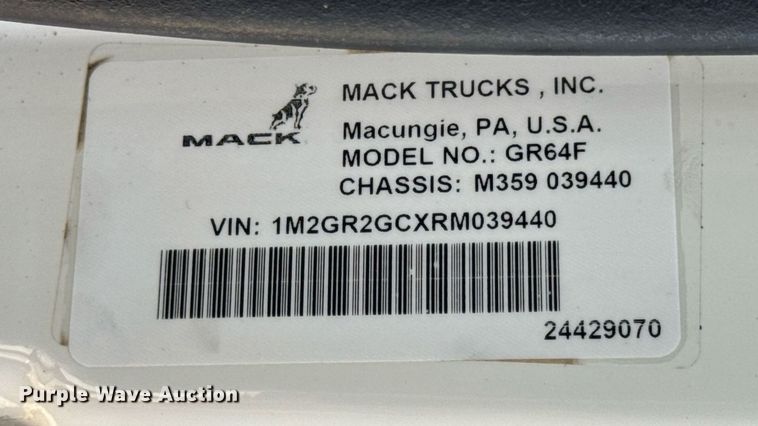 MACK
MACK TRUCKS , INC.
Macungie, PA, U.S.A.
MODEL NO.: GR64F
CHASSIS: M359 039440
VIN: 1M2GR2GCXRM039440
24429070
Purple Wave Auction